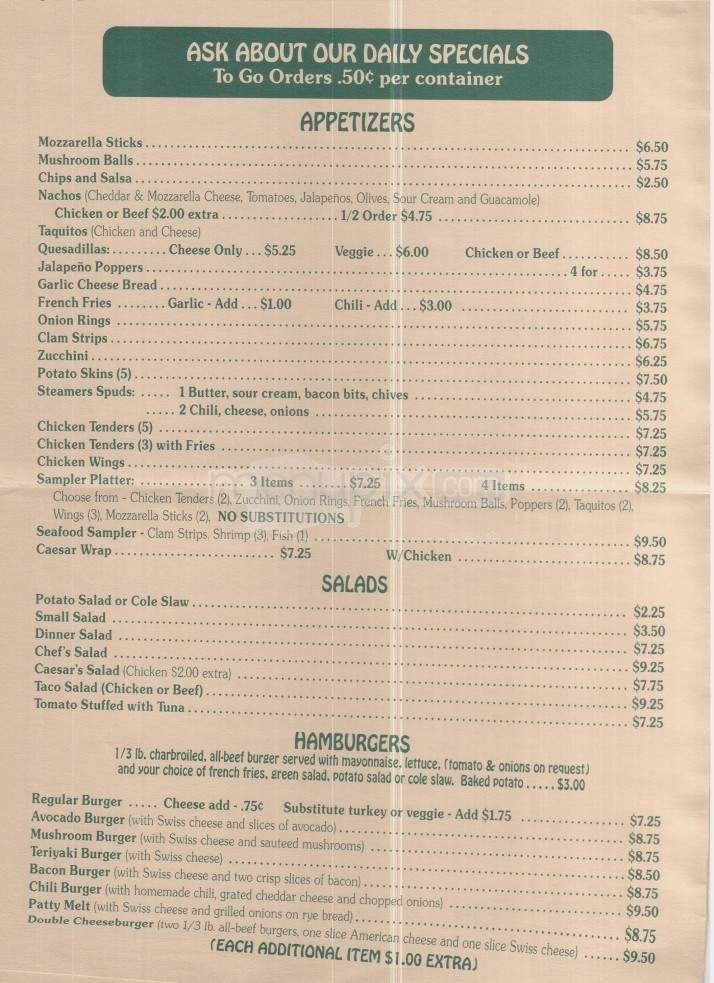 ASK ABOUT OUR DAILY SPECIALS
To Go Orders .50¢ per container
APPETIZERS
Mozzarella Sticks ........ $6.50
Mushroom Balls ........ $5.75
Chips and Salsa ........ $2.50
Nachos (Cheddar & Mozzarella Cheese, Tomatoes, Jalapeños, Olives, Sour Cream and Guacamole)
Chicken or Beef $2.00 extra ........ 1/2 Order $4.75 ........ $8.75
Taquitos (Chicken and Cheese)
Quesadillas: ........ Cheese Only ... $5.25 Veggie ... $6.00 Chicken or Beef ........ $8.50
Jalapeño Poppers ........ 4 for ..... $3.75
Garlic Cheese Bread ........ $4.75
French Fries ........ Garlic - Add ... $1.00 Chili - Add ... $3.00 ........ $3.75
Onion Rings ........ $5.75
Clam Strips ........ $6.75
Zucchini ........ $6.25
Potato Skins (5) ........ $7.50
Steamers Spuds: ..... 1 Butter, sour cream, bacon bits, chives ........ $4.75
..... 2 Chili, cheese, onions ........ $5.75
Chicken Tenders (5) ........ $7.25
Chicken Tenders (3) with Fries ........ $7.25
Chicken Wings ........ $7.25
Sampler Platter: ........ 3 Items ........ $7.25 4 Items ........ $8.25
Choose from - Chicken Tenders (2), Zucchini, Onion Rings, French Fries, Mushroom Balls, Poppers (2), Taquitos (2),
Wings (3), Mozzarella Sticks (2), NO SUBSTITUTIONS
Seafood Sampler - Clam Strips, Shrimp (3), Fish (1) ........ $9.50
Caesar Wrap ........ $7.25 W/Chicken ........ $8.75
SALADS
Potato Salad or Cole Slaw ........ $2.25
Small Salad ........ $3.50
Dinner Salad ........ $7.25
Chef's Salad ........ $9.25
Caesar's Salad (Chicken $2.00 extra) ........ $7.75
Taco Salad (Chicken or Beef) ........ $9.25
Tomato Stuffed with Tuna ........ $7.25
HAMBURGERS
1/3 lb. charbroiled, all-beef burger served with mayonnaise, lettuce, (tomato & onions on request)
and your choice of french fries, green salad, potato salad or cole slaw. Baked potato ..... $3.00
Regular Burger ..... Cheese add - .75¢ Substitute turkey or veggie - Add $1.75 ........ $7.25
Avocado Burger (with Swiss cheese and slices of avocado) ........ $8.75
Mushroom Burger (with Swiss cheese and sauteed mushrooms) ........ $8.75
Teriyaki Burger (with Swiss cheese) ........ $8.50
Bacon Burger (with Swiss cheese and two crisp slices of bacon) ........ $8.75
Chili Burger (with homemade chili, grated cheddar cheese and chopped onions) ........ $9.50
Patty Melt (with Swiss cheese and grilled onions on rye bread) ........ $8.75
Double Cheeseburger (two 1/3 lb. all-beef burgers, one slice American cheese and one slice Swiss cheese) ...... $9.50
(EACH ADDITIONAL ITEM $1.00 EXTRA)